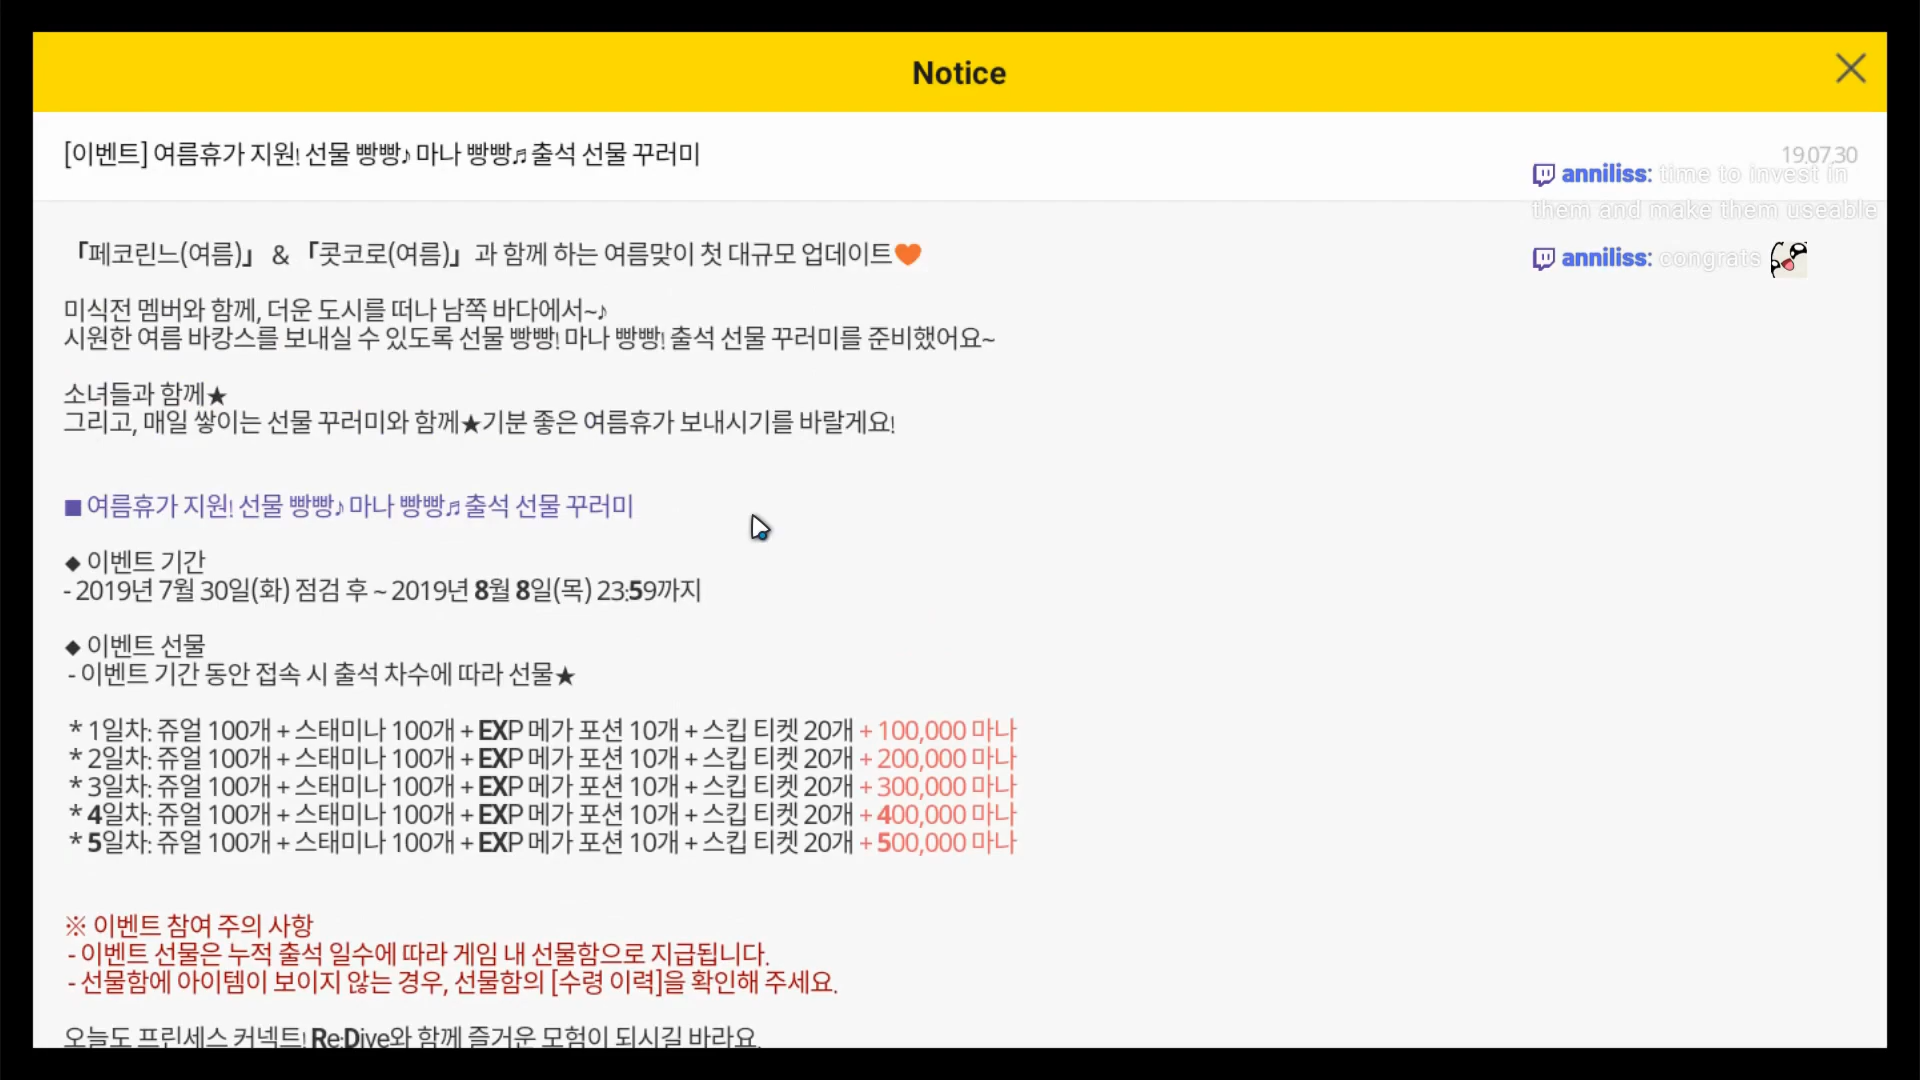 Notice
[이벤트] 여름휴가 지원! 선물 빵빵♪ 마나 빵빵♬ 출석 선물 꾸러미
19.07.30
anniliss: time to invest in
them and make them useable
anniliss: congrats
「페코린느(여름)」 & 「콧코로(여름)」과 함께 하는 여름맞이 첫 대규모 업데이트🧡
미식전 멤버와 함께, 더운 도시를 떠나 남쪽 바다에서~♪
시원한 여름 바캉스를 보내실 수 있도록 선물 빵빵! 마나 빵빵! 출석 선물 꾸러미를 준비했어요~
소녀들과 함께★
그리고, 매일 쌓이는 선물 꾸러미와 함께★기분 좋은 여름휴가 보내시기를 바랄게요!
■ 여름휴가 지원! 선물 빵빵♪ 마나 빵빵♬ 출석 선물 꾸러미
◆ 이벤트 기간
- 2019년 7월 30일(화) 점검 후 ~ 2019년 8월 8일(목) 23:59까지
◆ 이벤트 선물
- 이벤트 기간 동안 접속 시 출석 차수에 따라 선물★
* 1일차: 쥬얼 100개 + 스태미나 100개 + EXP 메가 포션 10개 + 스킵 티켓 20개 + 100,000 마나
* 2일차: 쥬얼 100개 + 스태미나 100개 + EXP 메가 포션 10개 + 스킵 티켓 20개 + 200,000 마나
* 3일차: 쥬얼 100개 + 스태미나 100개 + EXP 메가 포션 10개 + 스킵 티켓 20개 + 300,000 마나
* 4일차: 쥬얼 100개 + 스태미나 100개 + EXP 메가 포션 10개 + 스킵 티켓 20개 + 400,000 마나
* 5일차: 쥬얼 100개 + 스태미나 100개 + EXP 메가 포션 10개 + 스킵 티켓 20개 + 500,000 마나
※ 이벤트 참여 주의 사항
- 이벤트 선물은 누적 출석 일수에 따라 게임 내 선물함으로 지급됩니다.
- 선물함에 아이템이 보이지 않는 경우, 선물함의 [수령 이력]을 확인해 주세요.
오늘도 프린세스 커넥트! Re:Dive와 함께 즐거운 모험이 되시길 바라요.